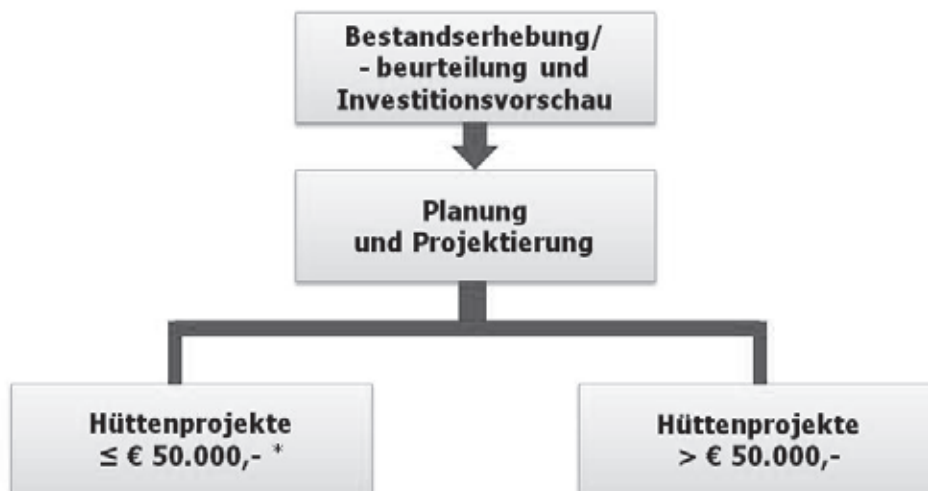 Bestandserhebung/
- beurteilung und
Investitionsvorschau
Planung
und Projektierung
Hüttenprojekte
≤ € 50.000,- *
Hüttenprojekte
> € 50.000,-